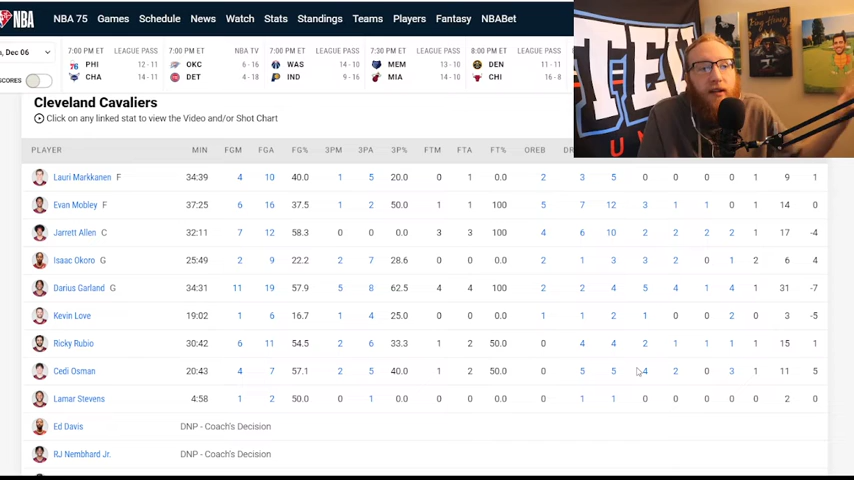 NBA NBA 75 Games Schedule News Watch Stats Standings Teams Players Fantasy NBABet
, Dec 06
SCORES
7:00 PM ET LEAGUE PASS 7:00 PM ET NBA TV 7:00 PM ET LEAGUE PASS 7:30 PM ET LEAGUE PASS 8:00 PM ET LEAGUE PASS
PHI 12 - 11 OKC 6 - 16 WAS 14 - 10 MEM 13 - 10 DEN 11 - 11
CHA 14 - 11 DET 4 - 18 IND 9 - 16 MIA 14 - 10 CHI 16 - 8
Cleveland Cavaliers
Click on any linked stat to view the Video and/or Shot Chart
PLAYER MIN FGM FGA FG% 3PM 3PA 3P% FTM FTA FT% OREB
Lauri Markkanen F 34:39 4 10 40.0 1 5 20.0 0 1 0.0 2 3 5 0 0 0 0 1 9 1
Evan Mobley F 37:25 6 16 37.5 1 2 50.0 1 1 100 5 7 12 3 1 1 0 1 14 0
Jarrett Allen C 32:11 7 12 58.3 0 0 0.0 3 3 100 4 6 10 2 2 2 2 1 17 -4
Isaac Okoro G 25:49 2 9 22.2 2 7 28.6 0 0 0.0 2 1 3 3 2 0 1 2 6 4
Darius Garland G 34:31 11 19 57.9 5 8 62.5 4 4 100 2 2 4 5 4 1 4 1 31 -7
Kevin Love 19:02 1 6 16.7 1 4 25.0 0 0 0.0 1 1 2 1 0 0 2 0 3 -5
Ricky Rubio 30:42 6 11 54.5 2 6 33.3 1 2 50.0 0 4 4 2 1 1 1 1 15 1
Cedi Osman 20:43 4 7 57.1 2 5 40.0 1 2 50.0 0 5 5 4 2 0 3 1 11 5
Lamar Stevens 4:58 1 2 50.0 0 1 0.0 0 0 0.0 0 1 1 0 0 0 0 0 2 0
Ed Davis DNP - Coach's Decision
RJ Nembhard Jr. DNP - Coach's Decision